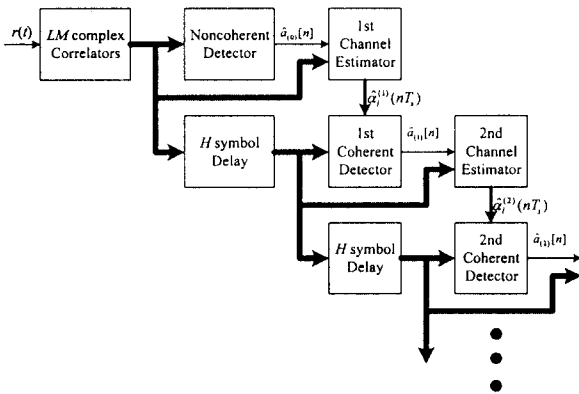 r(t)
LM complex
Correlators
Noncoherent
Detector
â₍₀₎[n]
1st
Channel
Estimator
α̂ₗ⁽¹⁾(nTₛ)
H symbol
Delay
1st
Coherent
Detector
â₍₁₎[n]
2nd
Channel
Estimator
α̂ₗ⁽²⁾(nTₛ)
H symbol
Delay
2nd
Coherent
Detector
â₍₂₎[n]